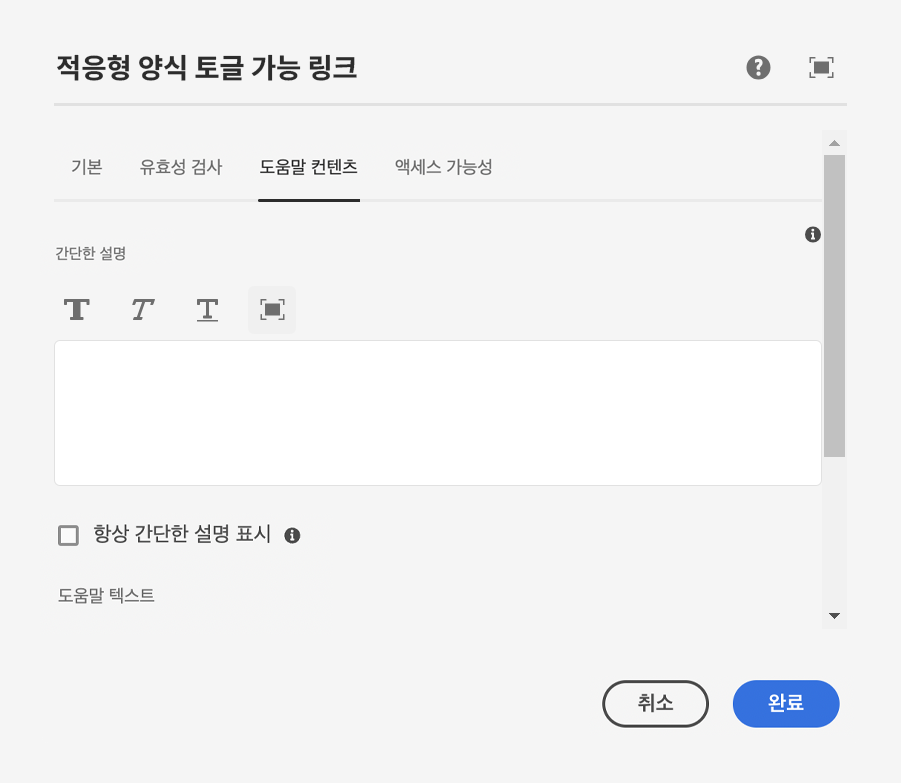 적응형 양식 토글 가능 링크
기본 유효성 검사 도움말 컨텐츠 액세스 가능성
간단한 설명
T T T
항상 간단한 설명 표시
도움말 텍스트
취소 완료